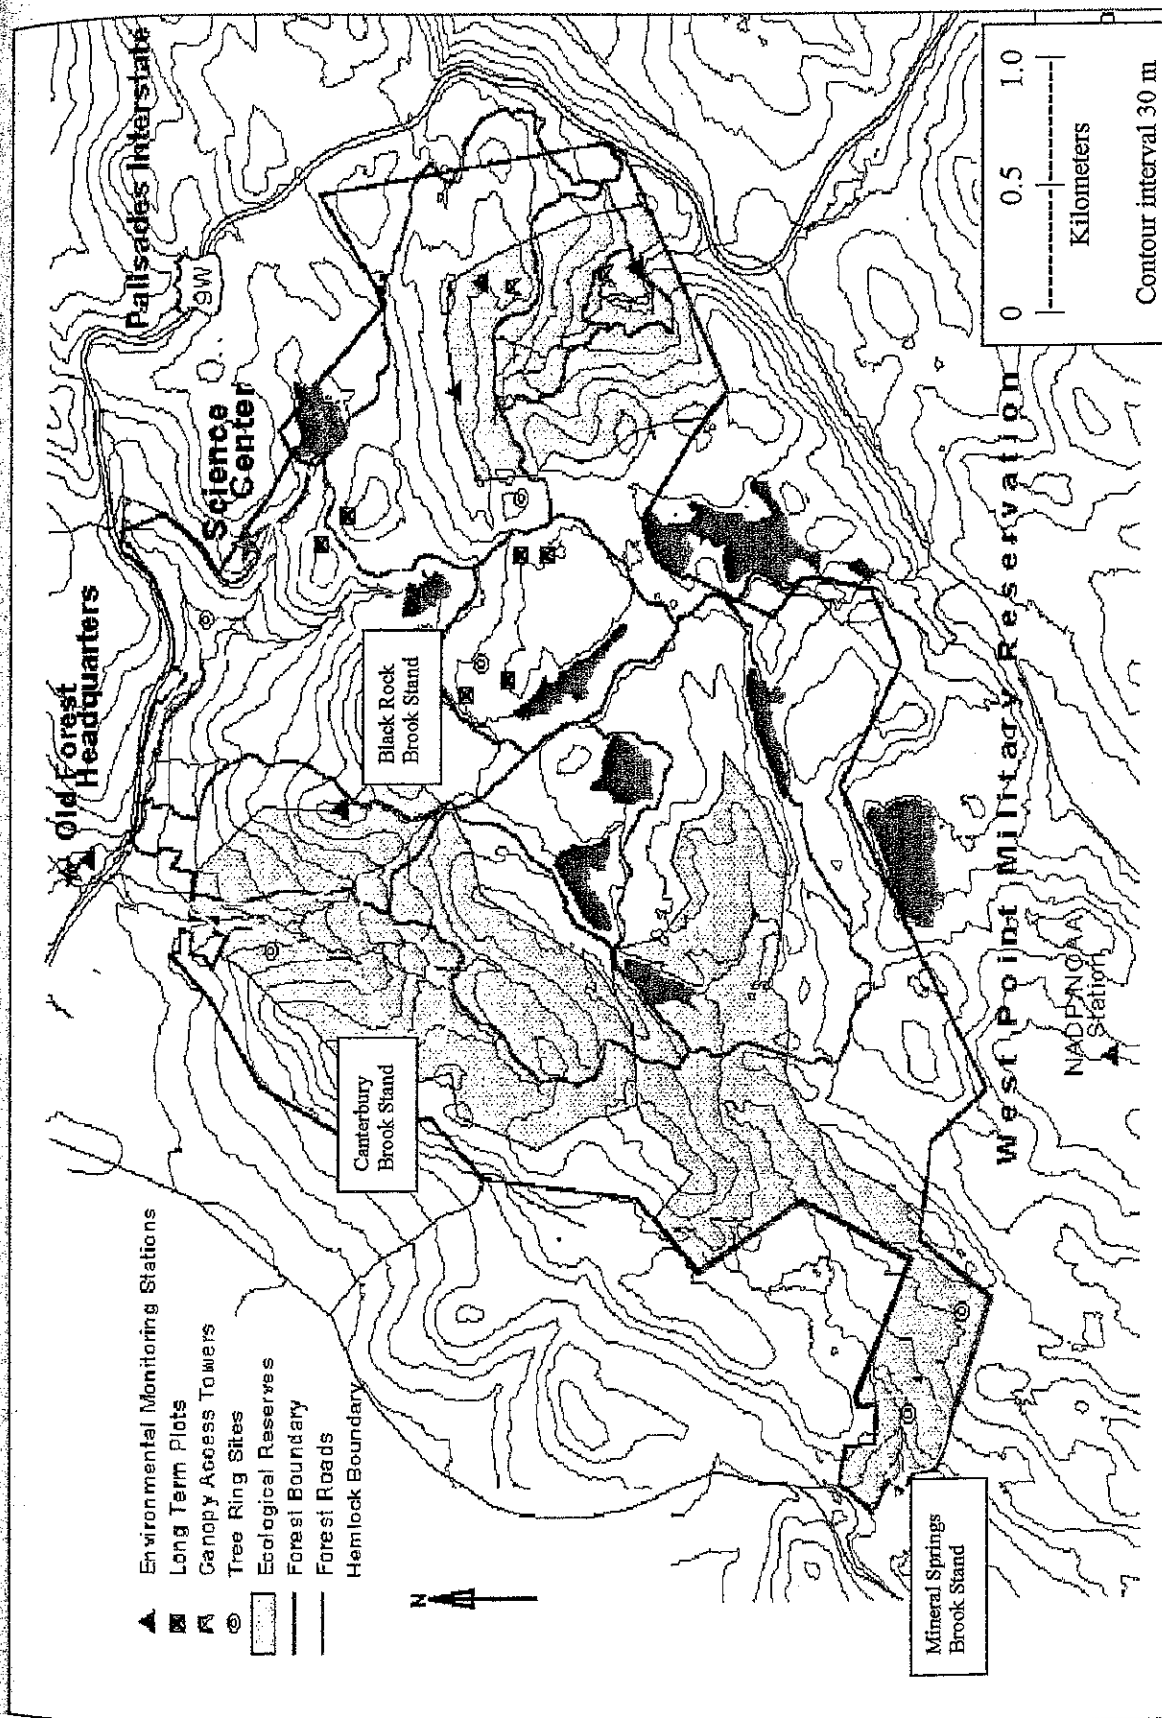 Environmental Monitoring Stations
Long Term Plots
Canopy Access Towers
Tree Ring Sites
Ecological Reserves
Forest Boundary
Forest Roads
Hemlock Boundary
N
Old Forest
Headquarters
Palisades Interstate
9W
Science
Center
Canterbury
Brook Stand
Black Rock
Brook Stand
Mineral Springs
Brook Stand
West Point Military Reservation
NADP/NOAA
Station
0 0.5 1.0
Kilometers
Contour interval 30 m